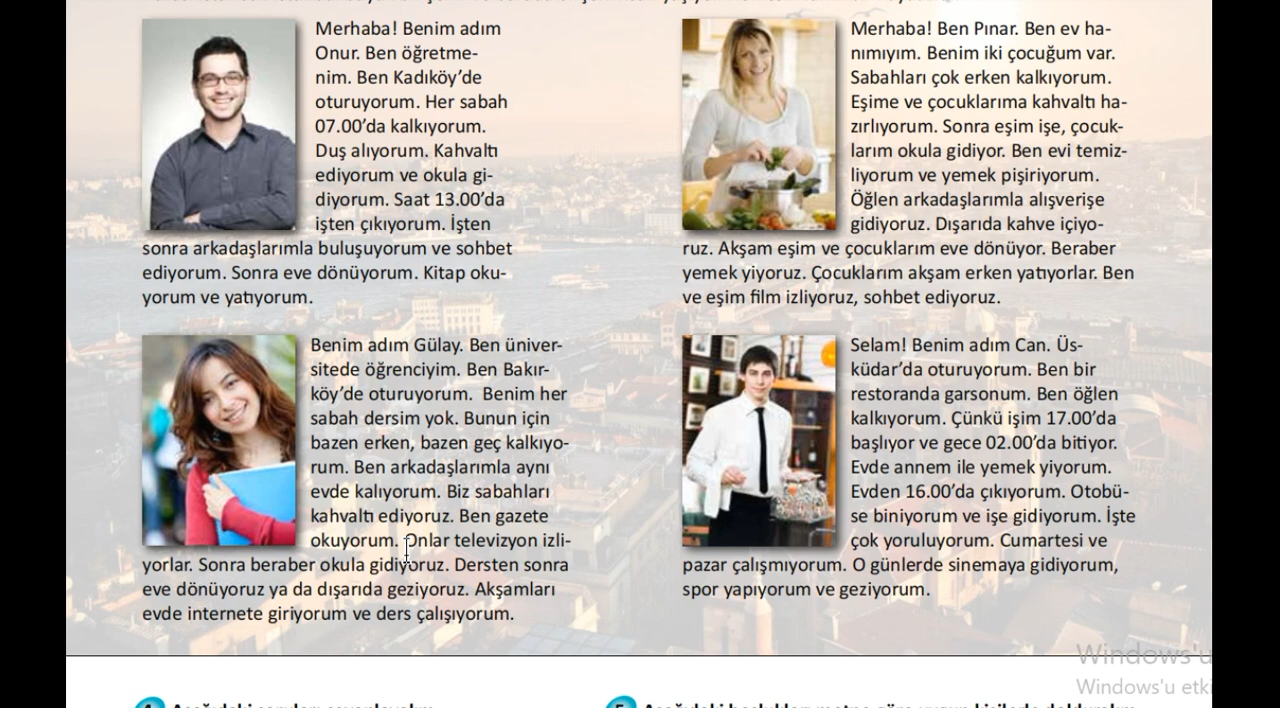 Merhaba! Benim adım
Onur. Ben öğretme-
nim. Ben Kadıköy'de
oturuyorum. Her sabah
07.00'da kalkıyorum.
Duş alıyorum. Kahvaltı
ediyorum ve okula gi-
diyorum. Saat 13.00'da
işten çıkıyorum. İşten
sonra arkadaşlarımla buluşuyorum ve sohbet
ediyorum. Sonra eve dönüyorum. Kitap oku-
yorum ve yatıyorum.
Merhaba! Ben Pınar. Ben ev ha-
nımıyım. Benim iki çocuğum var.
Sabahları çok erken kalkıyorum.
Eşime ve çocuklarıma kahvaltı ha-
zırlıyorum. Sonra eşim işe, çocuk-
larım okula gidiyor. Ben evi temiz-
liyorum ve yemek pişiriyorum.
Öğlen arkadaşlarımla alışverişe
gidiyoruz. Dışarıda kahve içiyo-
ruz. Akşam eşim ve çocuklarım eve dönüyor. Beraber
yemek yiyoruz. Çocuklarım akşam erken yatıyorlar. Ben
ve eşim film izliyoruz, sohbet ediyoruz.
Benim adım Gülay. Ben üniver-
sitede öğrenciyim. Ben Bakır-
köy'de oturuyorum. Benim her
sabah dersim yok. Bunun için
bazen erken, bazen geç kalkıyo-
rum. Ben arkadaşlarımla aynı
evde kalıyorum. Biz sabahları
kahvaltı ediyoruz. Ben gazete
okuyorum. Onlar televizyon izli-
yorlar. Sonra beraber okula gidiyoruz. Dersten sonra
eve dönüyoruz ya da dışarıda geziyoruz. Akşamları
evde internete giriyorum ve ders çalışıyorum.
Selam! Benim adım Can. Üs-
küdar'da oturuyorum. Ben bir
restoranda garsonum. Ben öğlen
kalkıyorum. Çünkü işim 17.00'da
başlıyor ve gece 02.00'da bitiyor.
Evde annem ile yemek yiyorum.
Evden 16.00'da çıkıyorum. Otobü-
se biniyorum ve işe gidiyorum. İşte
çok yoruluyorum. Cumartesi ve
pazar çalışmıyorum. O günlerde sinemaya gidiyorum,
spor yapıyorum ve geziyorum.
Windows'u
Windows'u etki